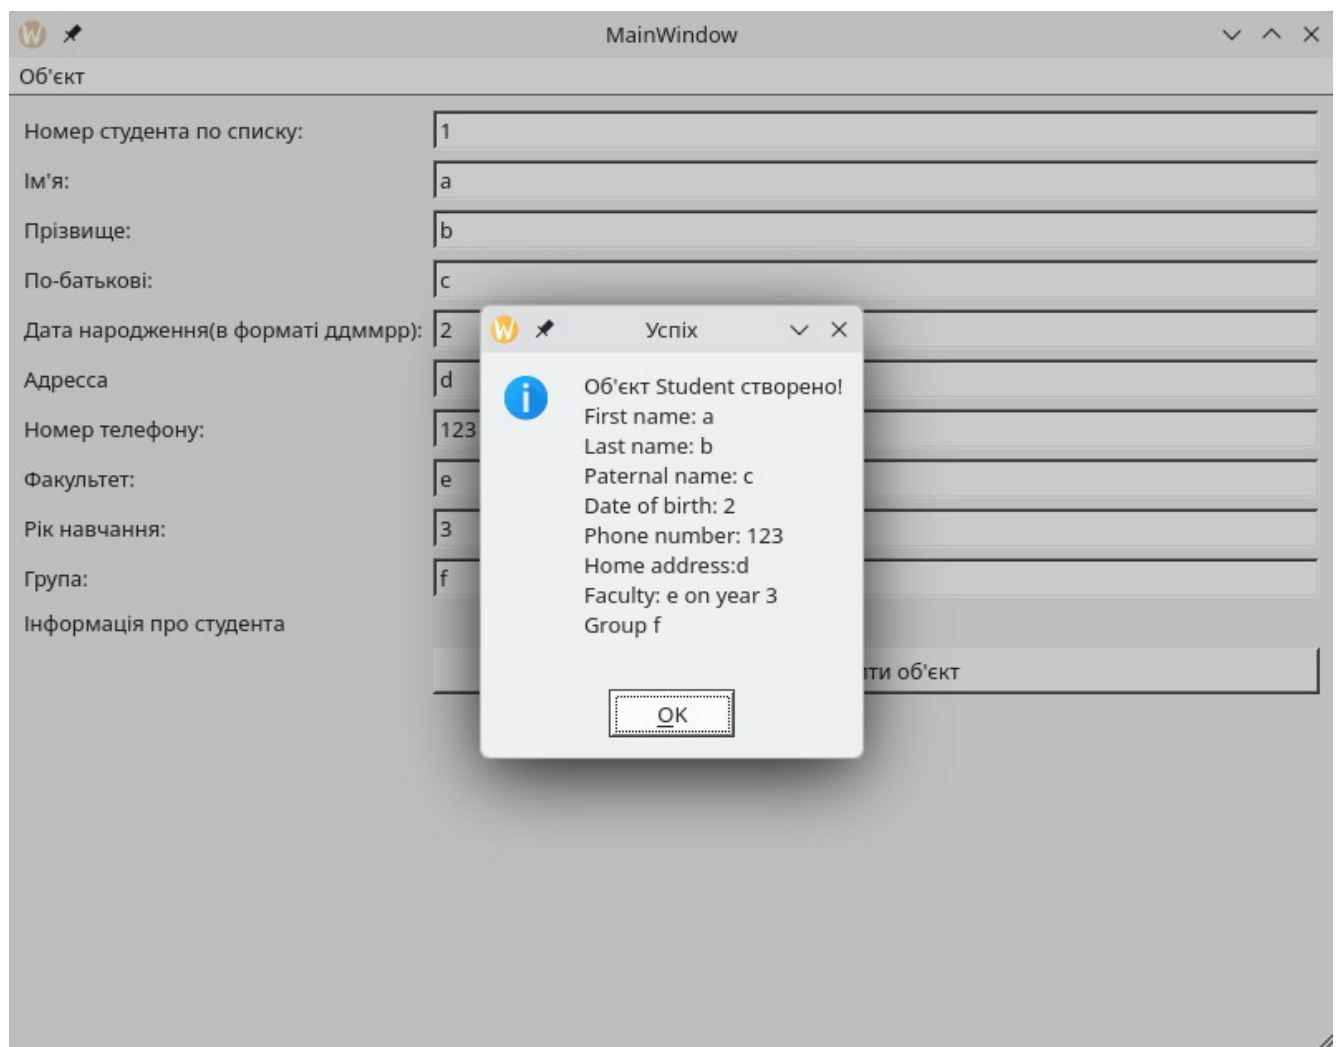 MainWindow
Об'єкт
Номер студента по списку: 1
Ім'я: a
Прізвище: b
По-батькові: c
Дата народження(в форматі ддммрр): 2
Адресса d
Номер телефону: 123
Факультет: e
Рік навчання: 3
Група: f
Інформація про студента
об'єкт
Успіх
Об'єкт Student створено!
First name: a
Last name: b
Paternal name: c
Date of birth: 2
Phone number: 123
Home address:d
Faculty: e on year 3
Group f
OK